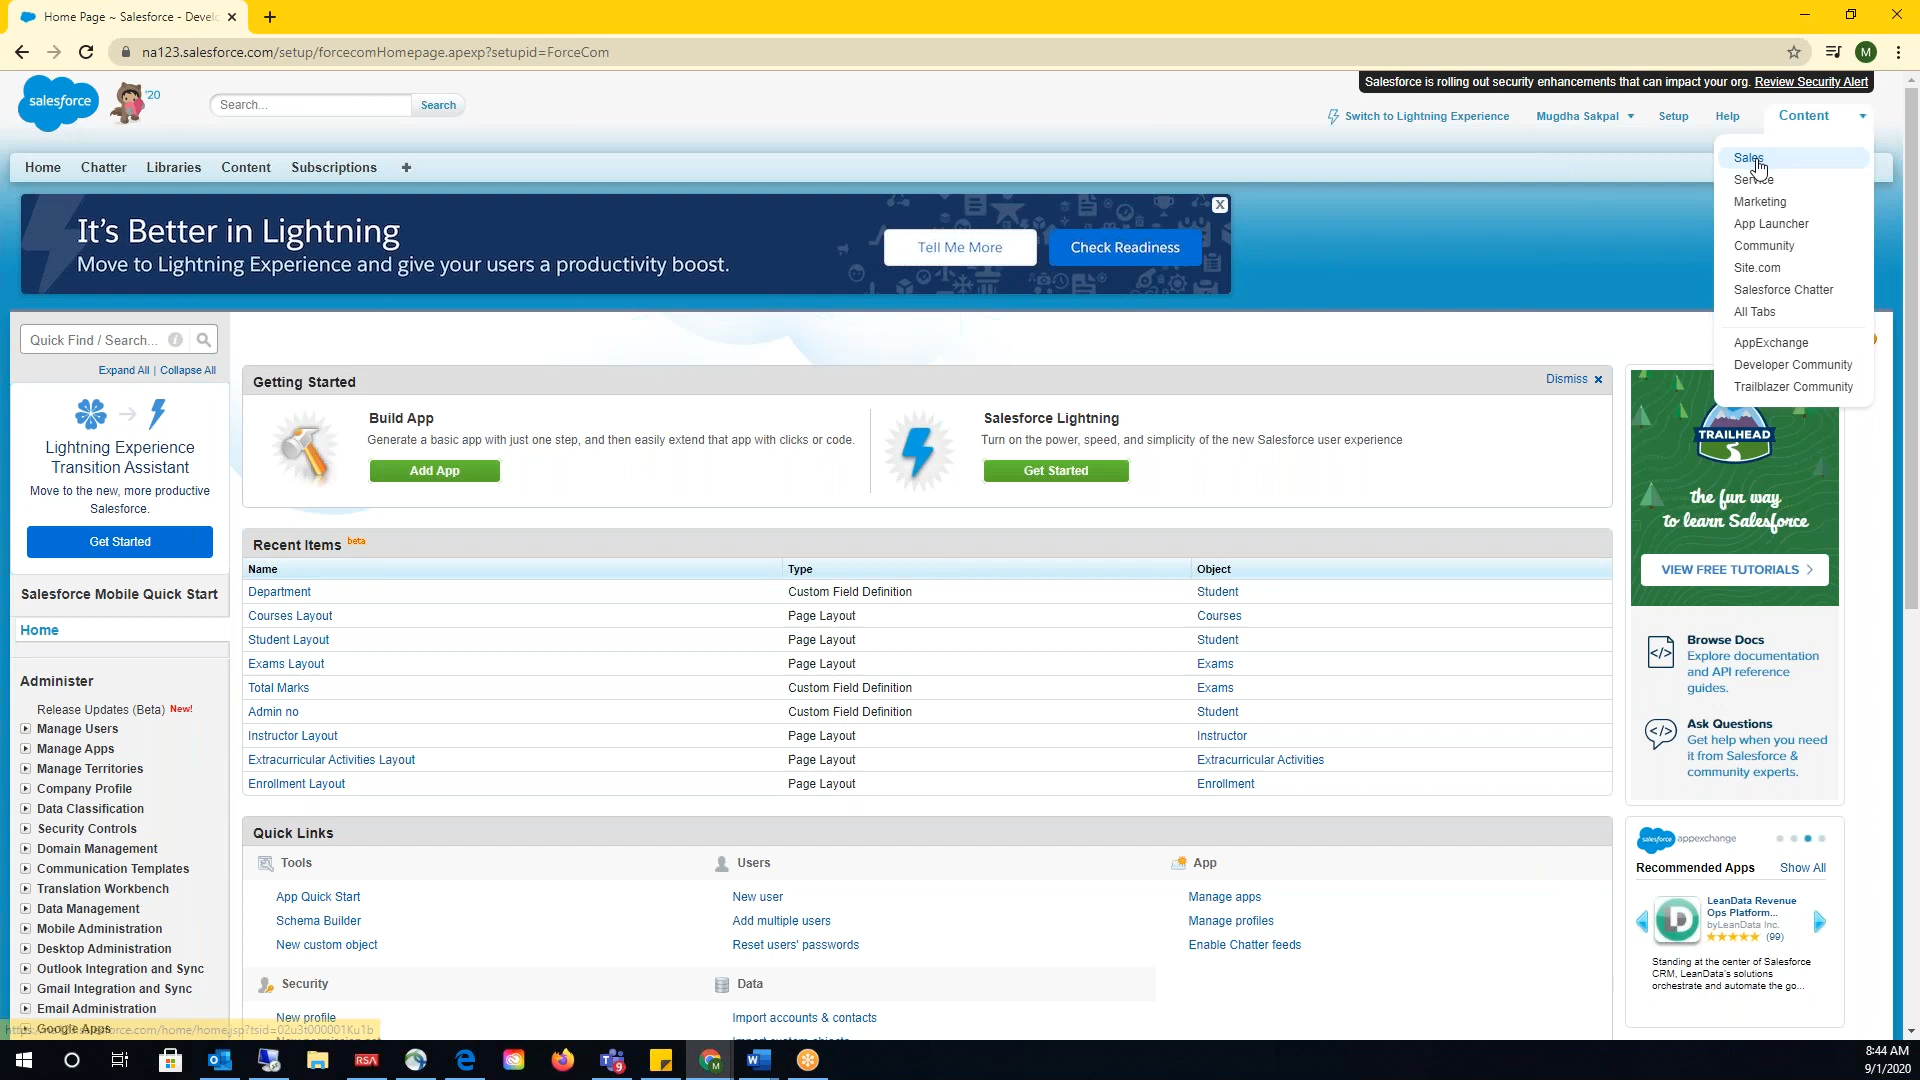 Home Page ~ Salesforce - Develo
na123.salesforce.com/setup/forcecomHomepage.apexp?setupid=ForceCom
M
Salesforce is rolling out security enhancements that can impact your org. Review Security Alert
salesforce
'20
Search...
Search
Switch to Lightning Experience
Mugdha Sakpal
Setup
Help
Content
Home
Chatter
Libraries
Content
Subscriptions
+
Sales
Service
Marketing
App Launcher
Community
Site.com
Salesforce Chatter
All Tabs
AppExchange
Developer Community
Trailblazer Community
It's Better in Lightning
Move to Lightning Experience and give your users a productivity boost.
Tell Me More
Check Readiness
X
Quick Find / Search...
Expand All | Collapse All
Lightning Experience
Transition Assistant
Move to the new, more productive
Salesforce.
Get Started
Salesforce Mobile Quick Start
Home
Administer
Release Updates (Beta) New!
Manage Users
Manage Apps
Manage Territories
Company Profile
Data Classification
Security Controls
Domain Management
Communication Templates
Translation Workbench
Data Management
Mobile Administration
Desktop Administration
Outlook Integration and Sync
Gmail Integration and Sync
Email Administration
Google Apps
Getting Started
Dismiss x
Build App
Generate a basic app with just one step, and then easily extend that app with clicks or code.
Add App
Salesforce Lightning
Turn on the power, speed, and simplicity of the new Salesforce user experience
Get Started
Recent Items beta
Name Type Object
Department Custom Field Definition Student
Courses Layout Page Layout Courses
Student Layout Page Layout Student
Exams Layout Page Layout Exams
Total Marks Custom Field Definition Exams
Admin no Custom Field Definition Student
Instructor Layout Page Layout Instructor
Extracurricular Activities Layout Page Layout Extracurricular Activities
Enrollment Layout Page Layout Enrollment
Quick Links
Tools
App Quick Start
Schema Builder
New custom object
Users
New user
Add multiple users
Reset users' passwords
App
Manage apps
Manage profiles
Enable Chatter feeds
Security
New profile
Data
Import accounts & contacts
TRAILHEAD
the fun way
to learn Salesforce
VIEW FREE TUTORIALS
Browse Docs
Explore documentation
and API reference
guides.
Ask Questions
Get help when you need
it from Salesforce &
community experts.
salesforce appexchange
Recommended Apps
Show All
LeanData Revenue
Ops Platform...
byLeanData Inc.
(99)
Standing at the center of Salesforce
CRM, LeanData's solutions
orchestrate and automate the go...
RSA
9
8:44 AM
9/1/2020